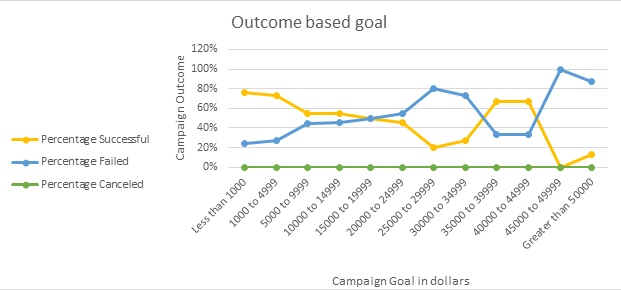 Outcome based goal
Campaign Outcome
120%
100%
80%
60%
40%
20%
0%
Percentage Successful
Percentage Failed
Percentage Canceled
Less than 1000
1000 to 4999
5000 to 9999
10000 to 14999
15000 to 19999
20000 to 24999
25000 to 29999
30000 to 34999
35000 to 39999
40000 to 44999
45000 to 49999
Greater than 50000
Campaign Goal in dollars